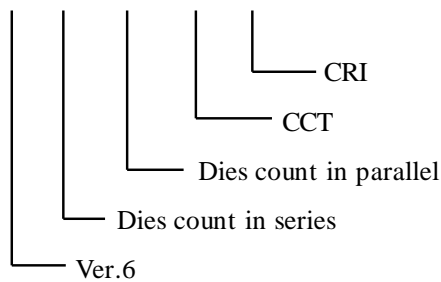 CRI
CCT
Dies count in parallel
Dies count in series
Ver.6